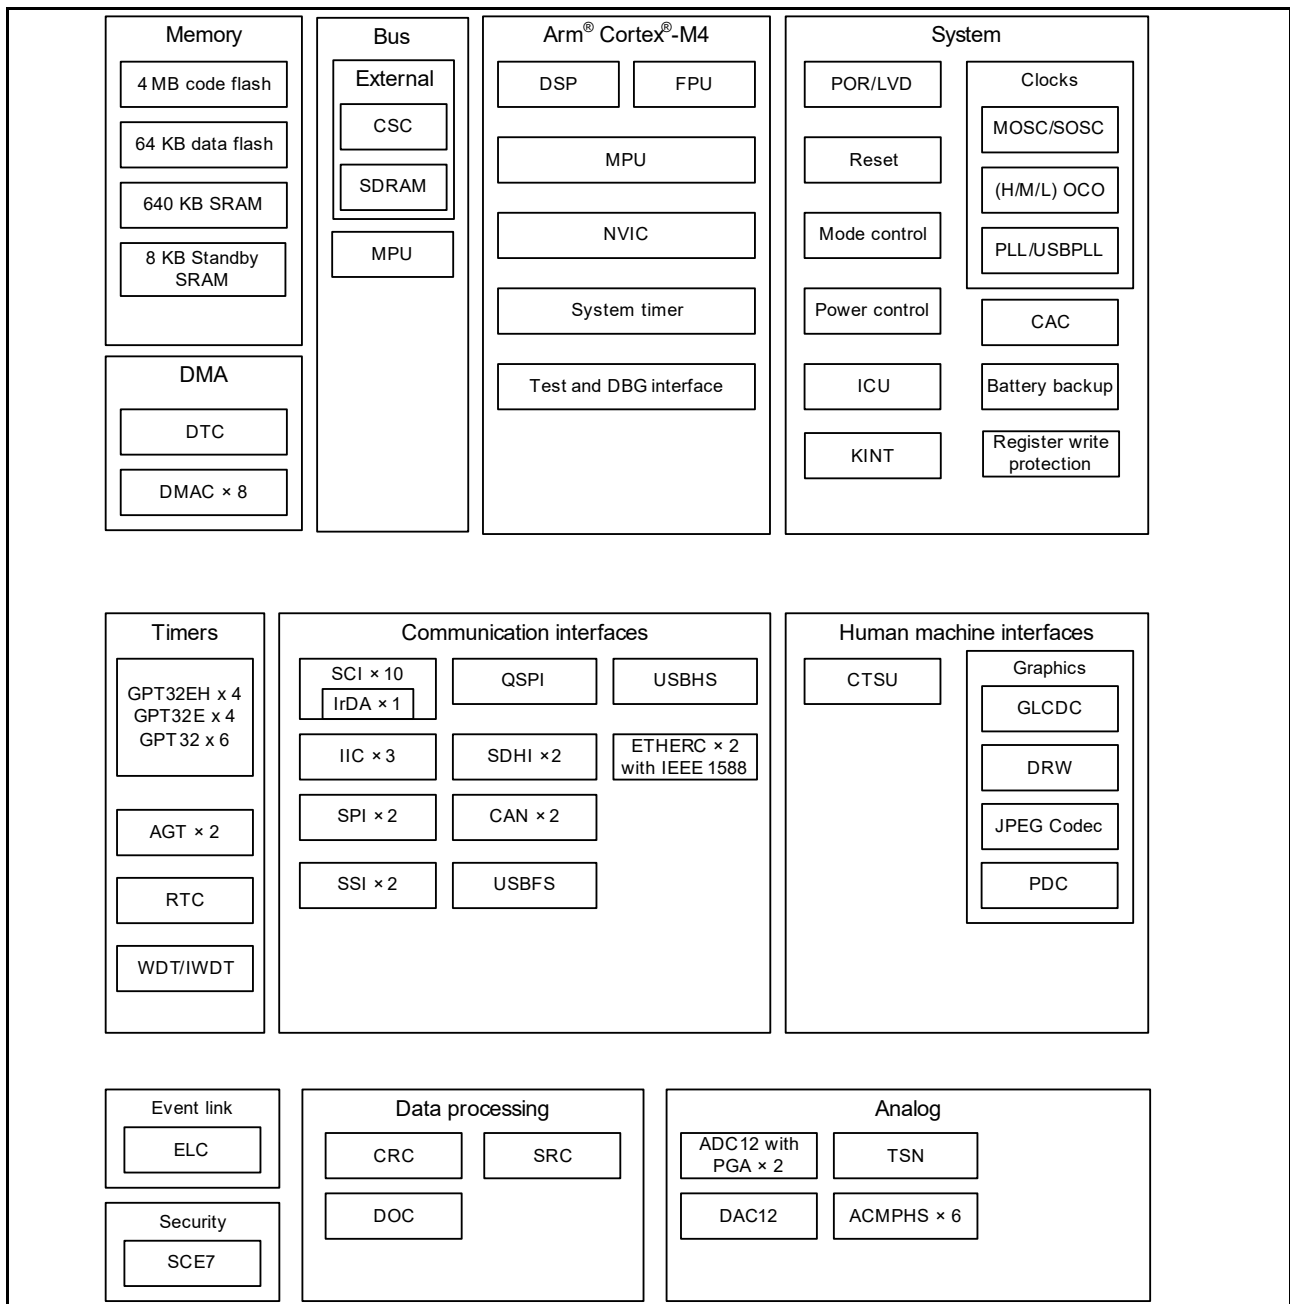 Memory
4 MB code flash
64 KB data flash
640 KB SRAM
8 KB Standby
SRAM
DMA
DTC
DMAC × 8
Bus
External
CSC
SDRAM
MPU
Arm® Cortex®-M4
DSP
FPU
MPU
NVIC
System timer
Test and DBG interface
System
POR/LVD
Reset
Mode control
Power control
ICU
KINT
Clocks
MOSC/SOSC
(H/M/L) OCO
PLL/USBPLL
CAC
Battery backup
Register write
protection
Timers
GPT32EH x 4
GPT32E x 4
GPT32 x 6
AGT × 2
RTC
WDT/IWDT
Communication interfaces
SCI × 10
IrDA × 1
IIC × 3
SPI × 2
SSI × 2
QSPI
SDHI × 2
CAN × 2
USBFS
USBHS
ETHERC × 2
with IEEE 1588
Human machine interfaces
CTSU
Graphics
GLCDC
DRW
JPEG Codec
PDC
Event link
ELC
Security
SCE7
Data processing
CRC
SRC
DOC
Analog
ADC12 with
PGA × 2
TSN
DAC12
ACMPHS × 6